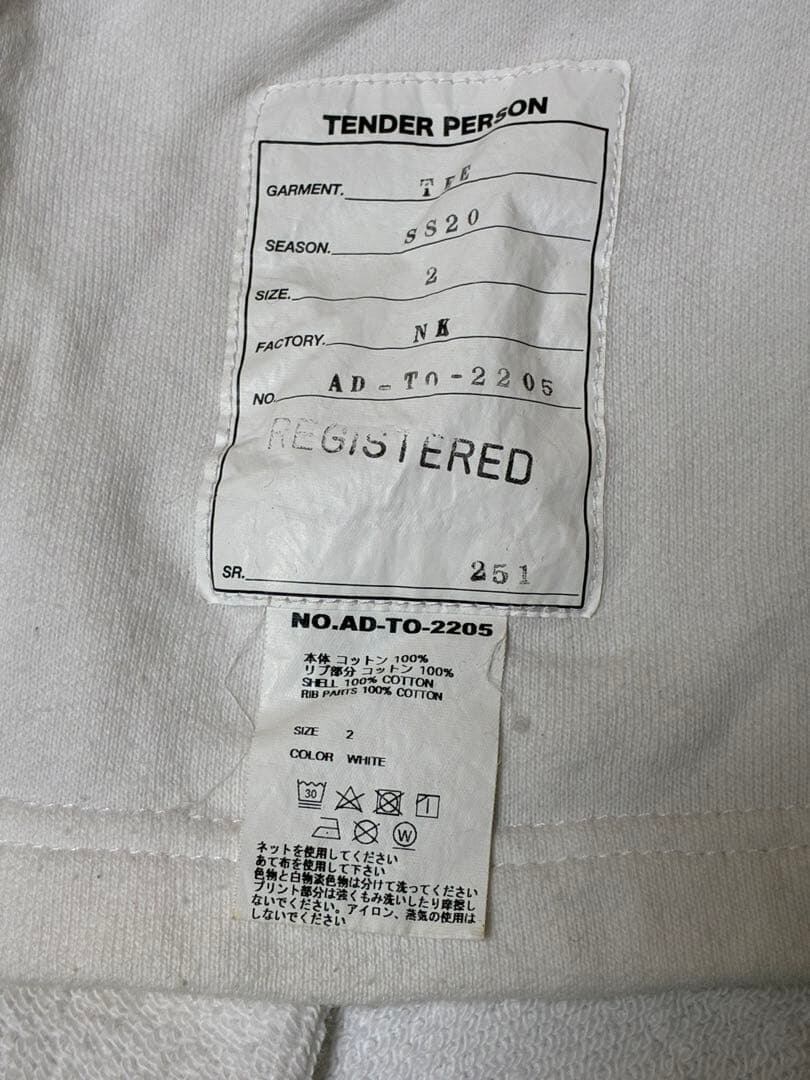 TENDER PERSON
GARMENT. TEE
SEASON. SS20
SIZE. 2
FACTORY. NK
NO. AD-TO-2205
REGISTERED
SR. 251
NO.AD-TO-2205
本体 コットン 100%
リブ部分 コットン 100%
SHELL 100% COTTON
RIB PARTS 100% COTTON
SIZE 2
COLOR WHITE
30
W
ネットを使用してください
あて布を使用して下さい
色物と白物淡色物は分けて洗ってください
プリント部分は強くもみ洗いしたり摩擦し
ないでください。アイロン、蒸気の使用は
しないでください